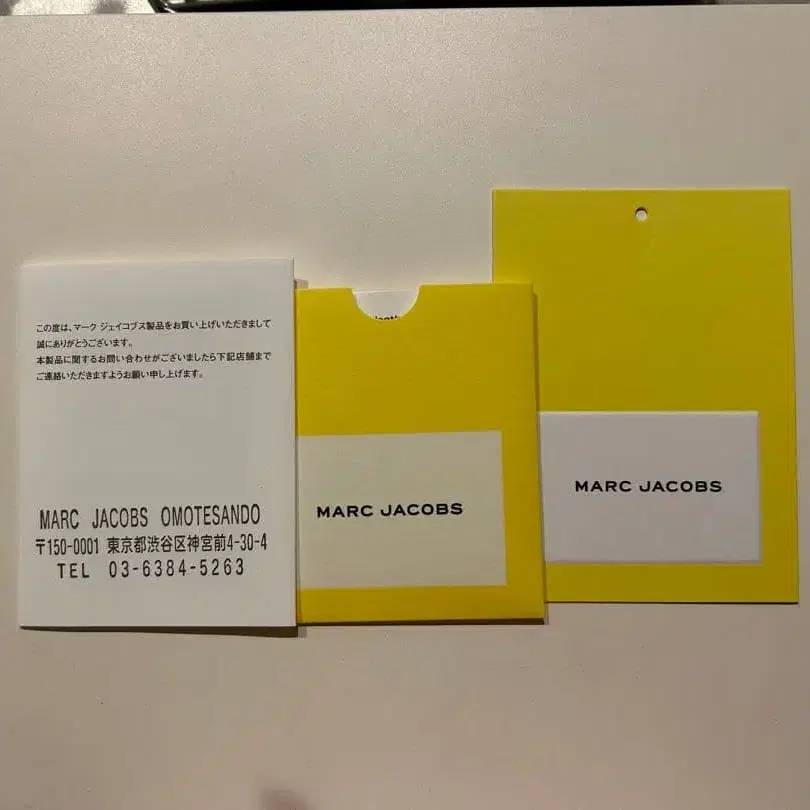 この度は、マーク ジェイコブス製品をお買い上げいただきまして
誠にありがとうございます。
本製品に関するお問い合わせがございましたら下記店舗まで
ご連絡いただきますようお願い申し上げます。
MARC JACOBS OMOTESANDO
〒150-0001 東京都渋谷区神宮前4-30-4
TEL 03-6384-5263
MARC JACOBS
MARC JACOBS